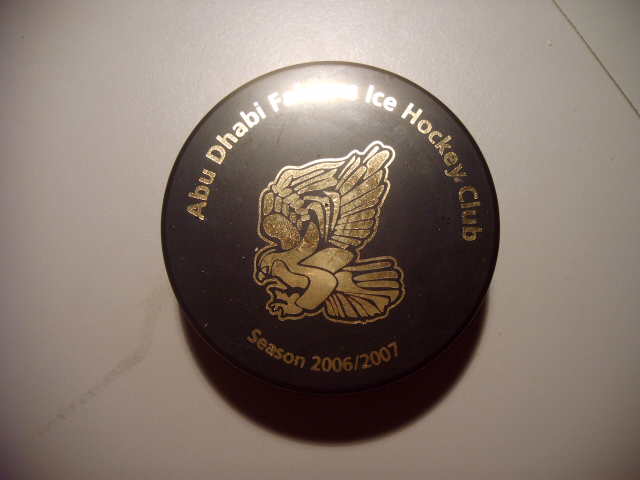 Abu Dhabi Ice Hockey Club
Season 2006/2007